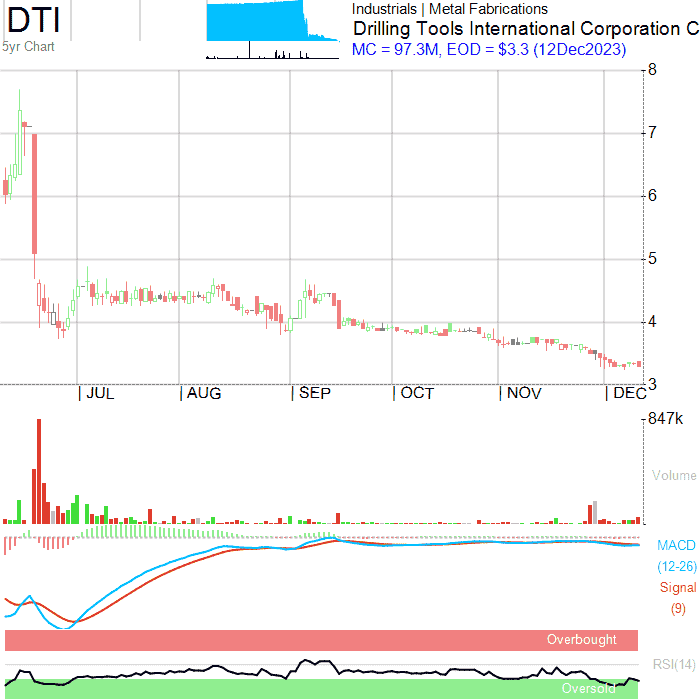 DTI
5yr Chart
Industrials | Metal Fabrications
Drilling Tools International Corporation C
MC = 97.3M, EOD = $3.3 (12Dec2023)
8
7
6
5
4
3
| JUL | AUG | SEP | OCT | NOV | DEC
847k
Volume
MACD
(12-26)
Signal
(9)
Overbought
RSI(14)
Oversold